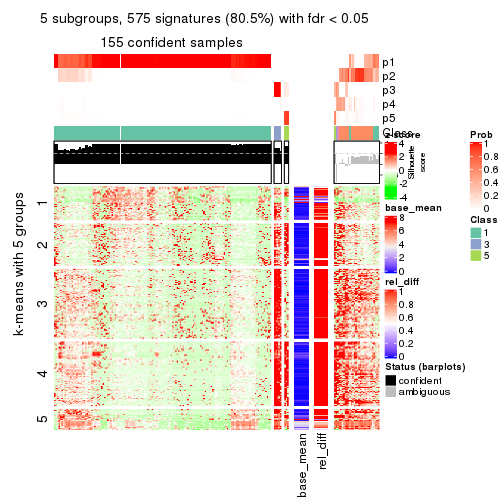 5 subgroups, 575 signatures (80.5%) with fdr < 0.05
155 confident samples
p1
p2
p3
p4
p5
Class
z-score
4
2
0
-2
-4
Silhouette
score
base_mean
8
6
4
2
0
rel_diff
1
0.8
0.6
0.4
0.2
0
Status (barplots)
confident
ambiguous
Prob
1
0.8
0.6
0.4
0.2
0
Class
1
3
5
k-means with 5 groups
1
2
3
4
5
base_mean
rel_diff